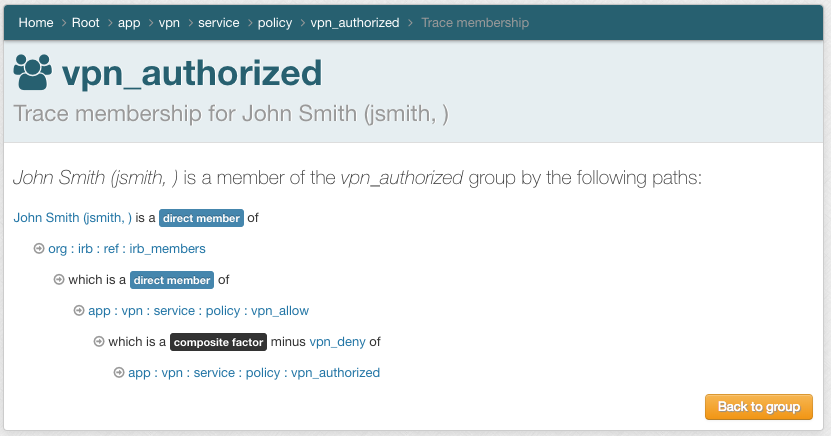 Home > Root > app > vpn > service > policy > vpn_authorized > Trace membership
vpn_authorized
Trace membership for John Smith (jsmith, )
John Smith (jsmith, ) is a member of the vpn_authorized group by the following paths:
John Smith (jsmith, ) is a direct member of
org : irb : ref : irb_members
which is a direct member of
app : vpn : service : policy : vpn_allow
which is a composite factor minus vpn_deny of
app : vpn : service : policy : vpn_authorized
Back to group